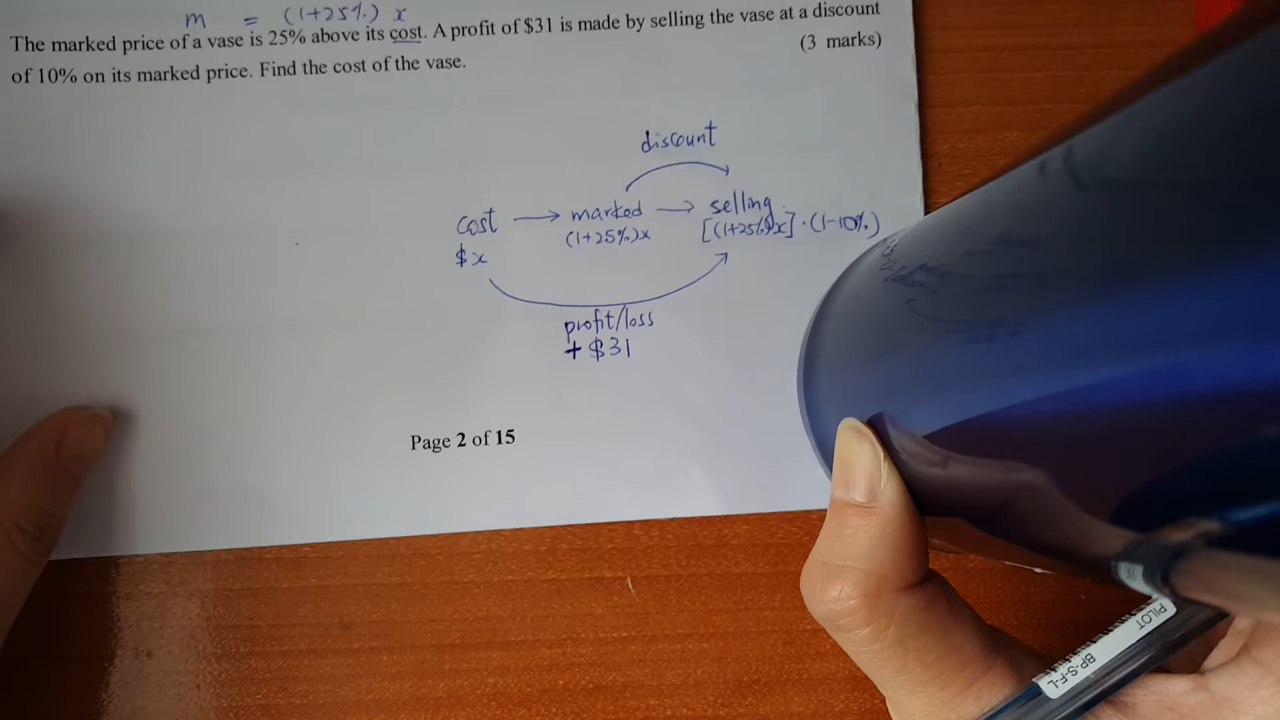 m = (1+25%) x
The marked price of a vase is 25% above its cost. A profit of $31 is made by selling the vase at a discount
of 10% on its marked price. Find the cost of the vase.
(3 marks)
discount
cost → marked → selling
$x
(1+25%)x
[(1+25%)x]·(1-10%)
profit/loss
+ $31
Page 2 of 15
PILOT
BP-S-F-L